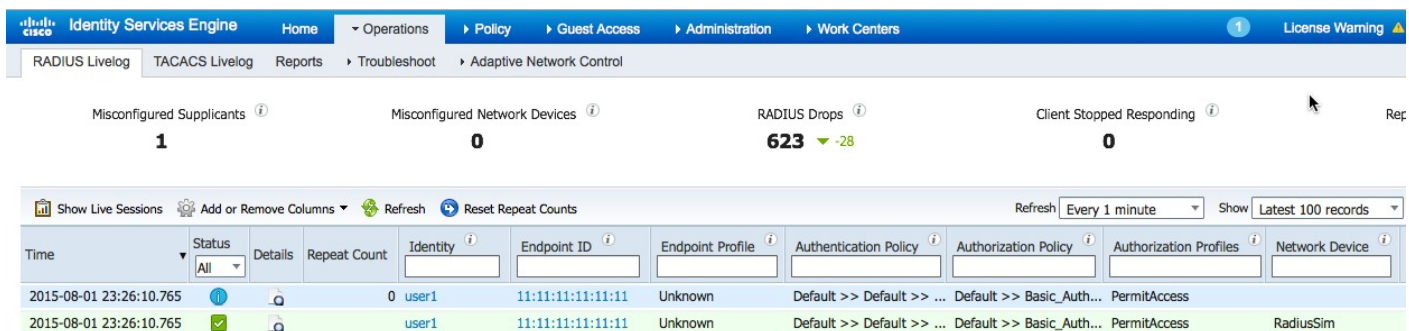 cisco Identity Services Engine Home Operations Policy Guest Access Administration Work Centers 1 License Warning
RADIUS Livelog TACACS Livelog Reports Troubleshoot Adaptive Network Control
Misconfigured Supplicants Misconfigured Network Devices RADIUS Drops Client Stopped Responding Rep
1 0 623 -28 0
Show Live Sessions Add or Remove Columns Refresh Reset Repeat Counts Refresh Every 1 minute Show Latest 100 records
Time Status Details Repeat Count Identity Endpoint ID Endpoint Profile Authentication Policy Authorization Policy Authorization Profiles Network Device
All
2015-08-01 23:26:10.765 0 user1 11:11:11:11:11:11 Unknown Default >> Default >> ... Default >> Basic_Auth... PermitAccess
2015-08-01 23:26:10.765 user1 11:11:11:11:11:11 Unknown Default >> Default >> ... Default >> Basic_Auth... PermitAccess RadiusSim